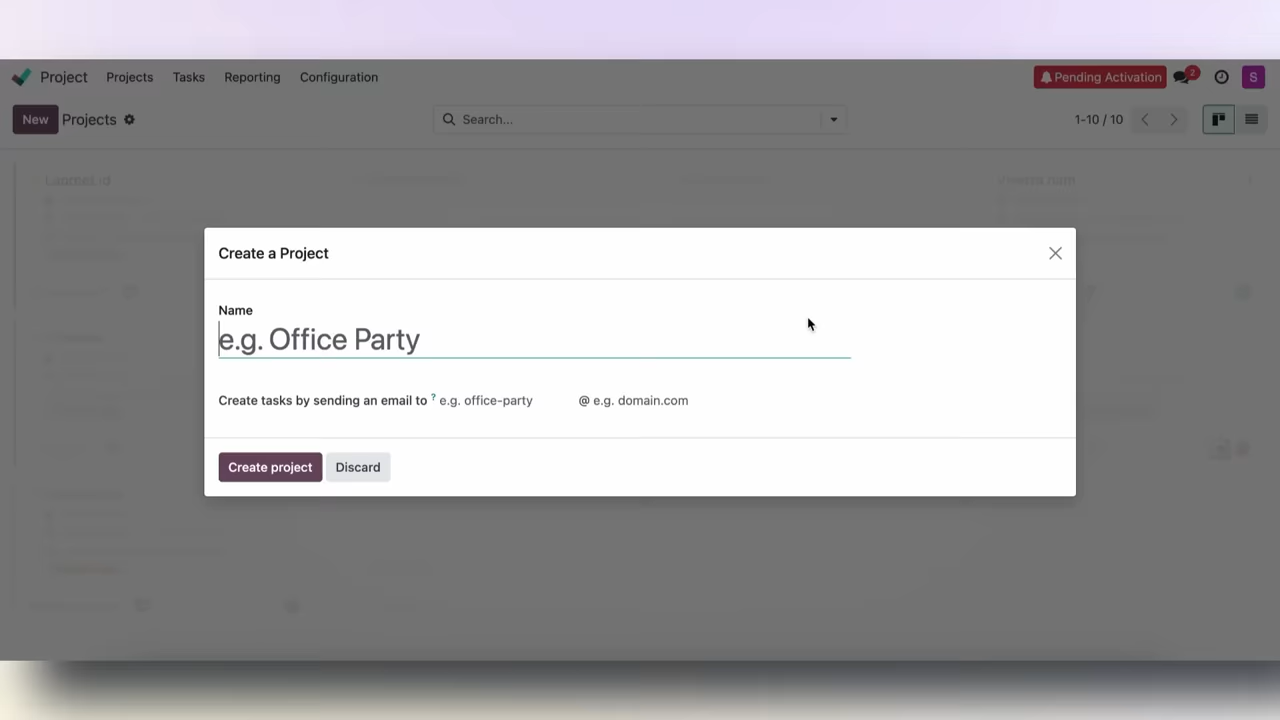 Project Projects Tasks Reporting Configuration Pending Activation 2 S
New Projects Search... 1-10 / 10
Create a Project
Name
e.g. Office Party
Create tasks by sending an email to ? e.g. office-party @ e.g. domain.com
Create project Discard